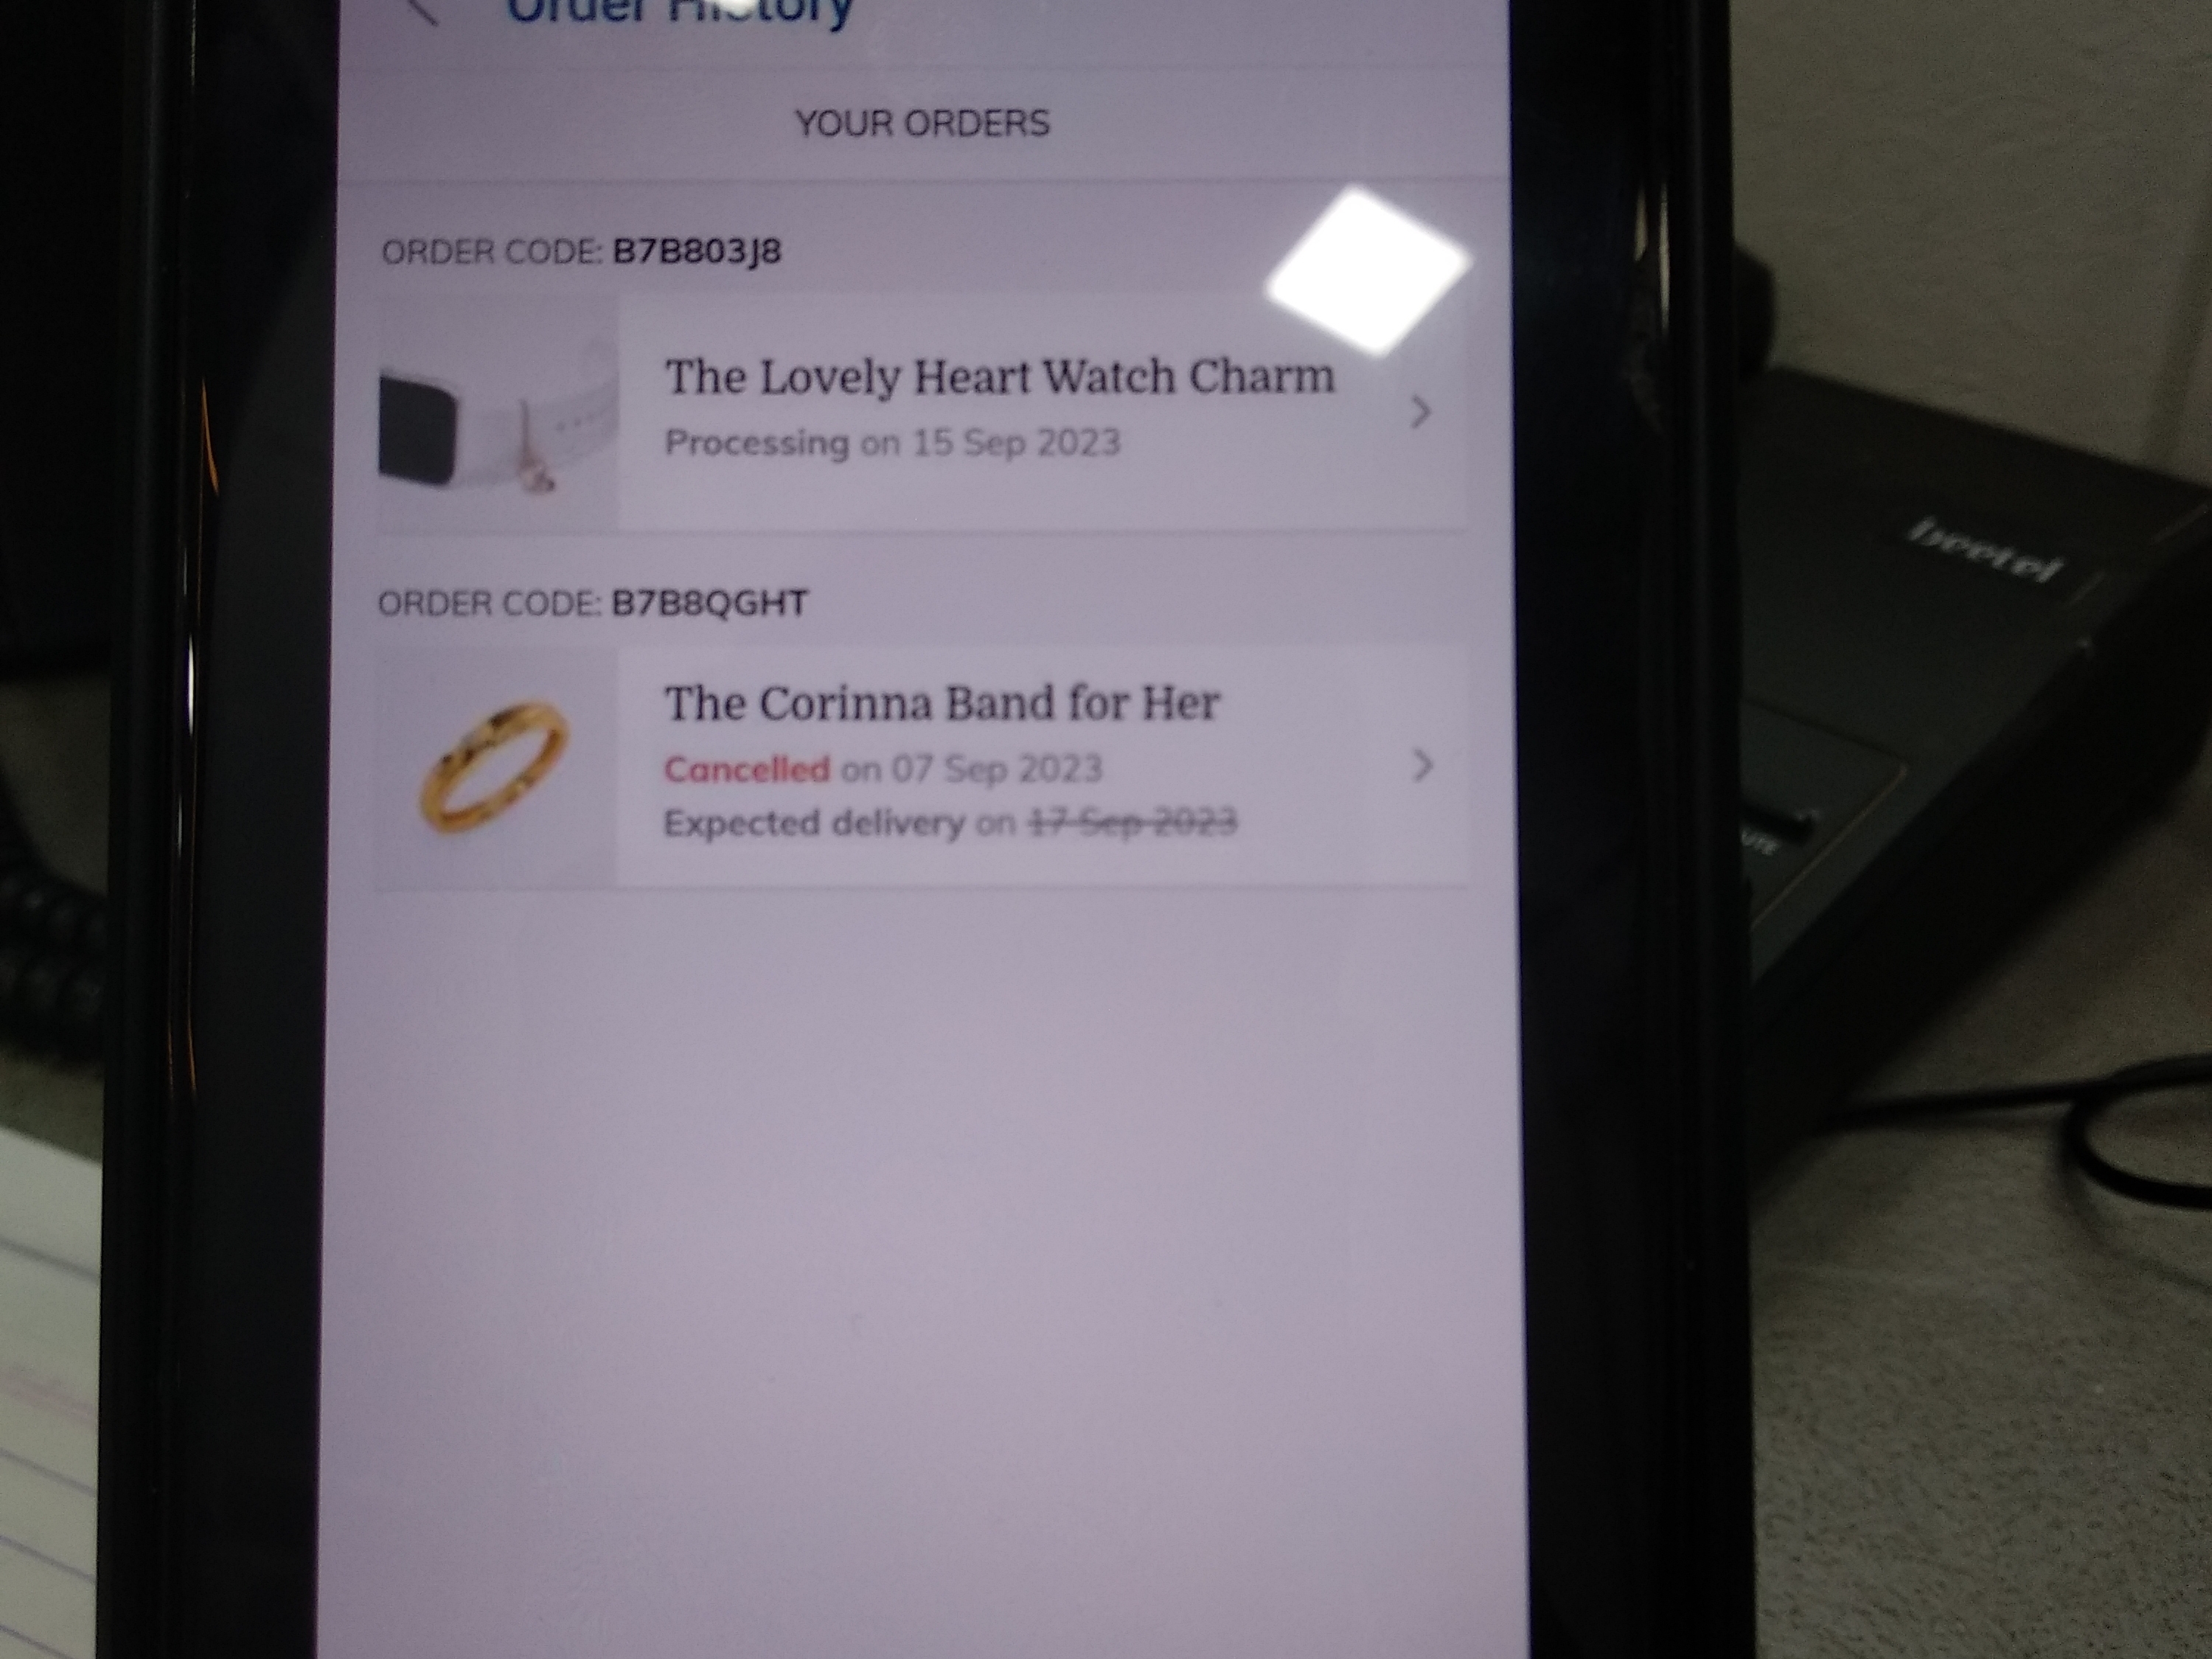 Order History
YOUR ORDERS
ORDER CODE: B7B803J8
The Lovely Heart Watch Charm
Processing on 15 Sep 2023
ORDER CODE: B7B8QGHT
The Corinna Band for Her
Cancelled on 07 Sep 2023
Expected delivery on 17 Sep 2023
beetel